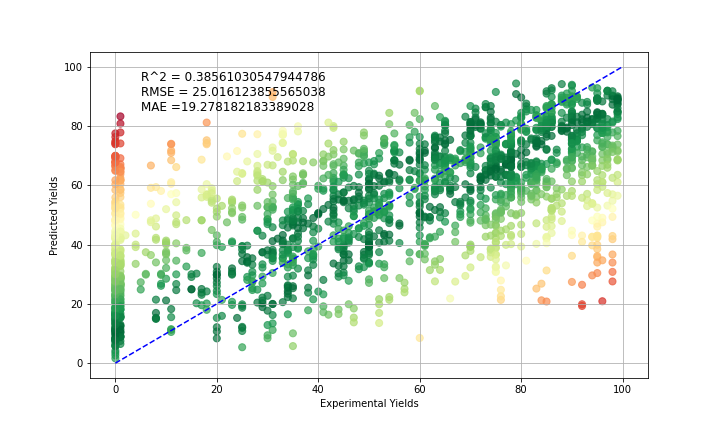 R^2 = 0.38561030547944786
RMSE = 25.016123855565038
MAE =19.278182183389028
100
80
60
40
20
0
Predicted Yields
0 20 40 60 80 100
Experimental Yields